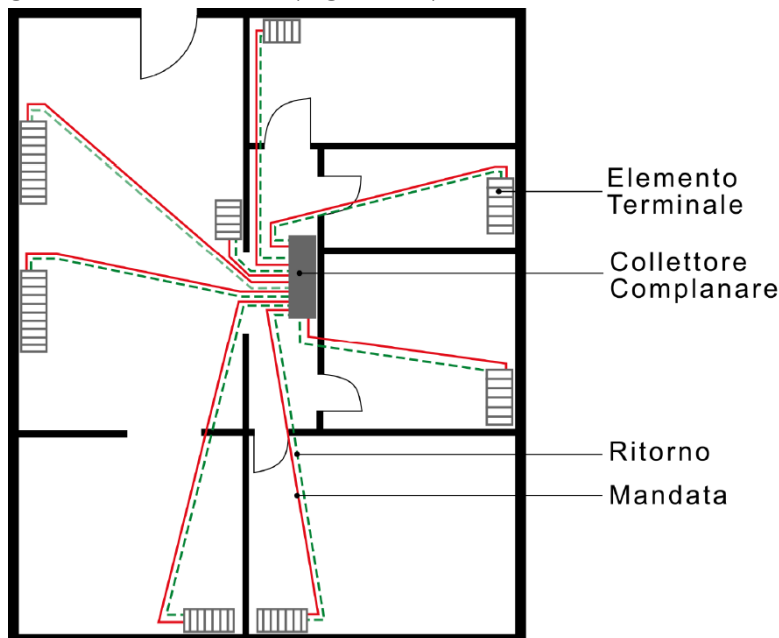 Elemento
Terminale
Collettore
Complanare
Ritorno
Mandata